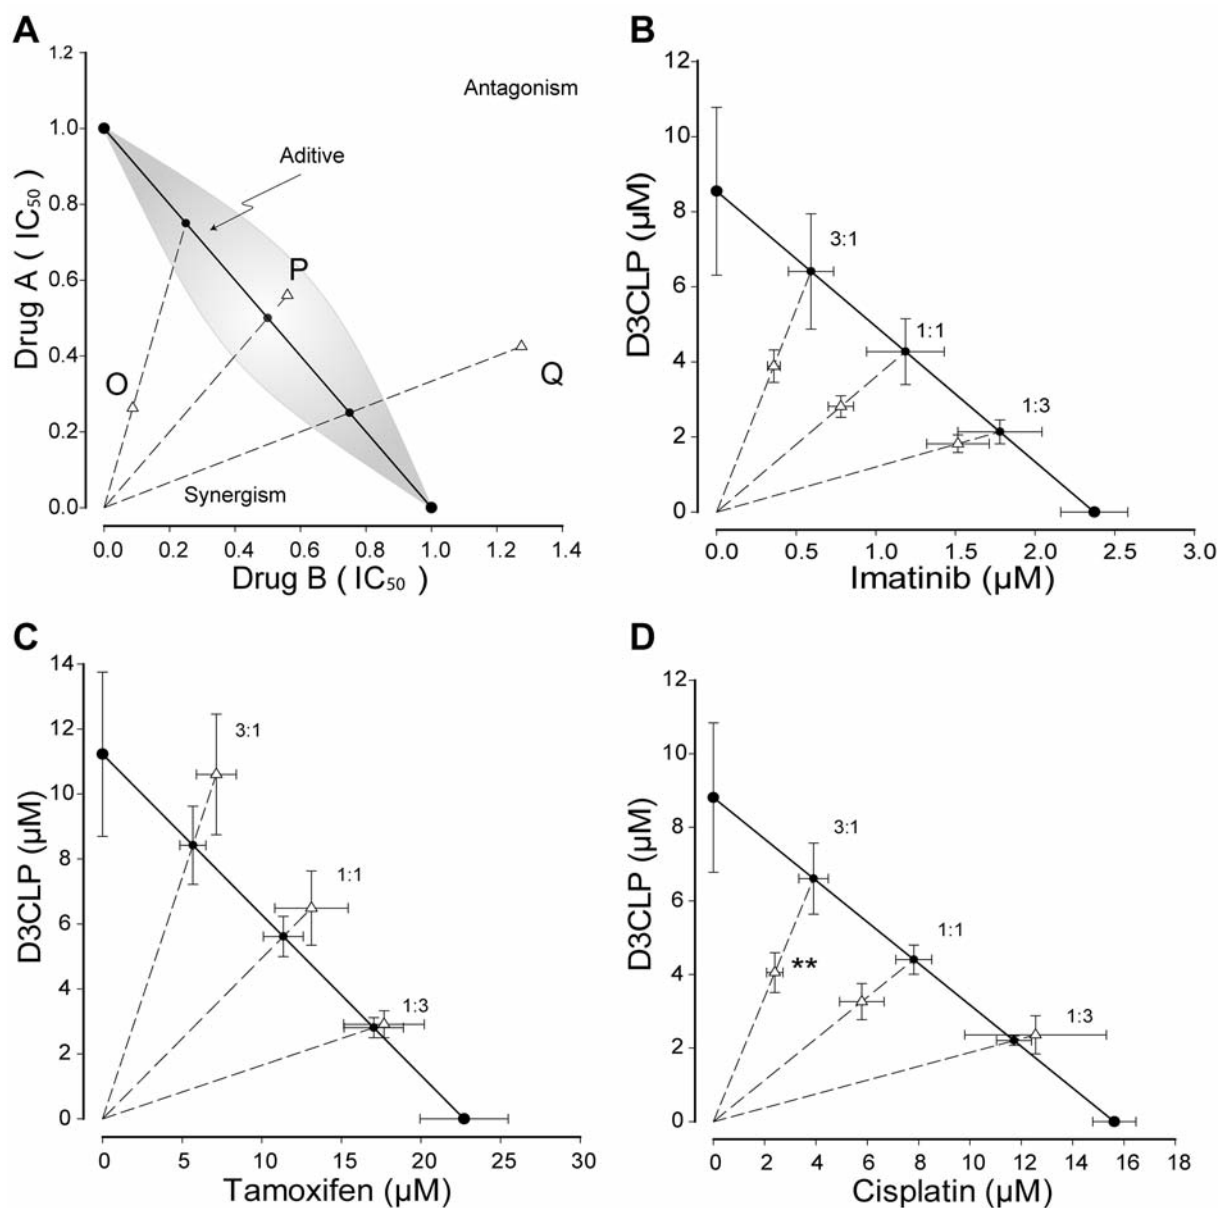 A
1.2
1.0
0.8
0.6
0.4
0.2
0.0
Drug A ( IC50 )
Antagonism
Aditive
P
O
Q
Synergism
0.0 0.2 0.4 0.6 0.8 1.0 1.2 1.4
Drug B ( IC50 )
B
12
10
8
6
4
2
0
D3CLP (µM)
3:1
1:1
1:3
0.0 0.5 1.0 1.5 2.0 2.5 3.0
Imatinib (µM)
C
14
12
10
8
6
4
2
0
D3CLP (µM)
3:1
1:1
1:3
0 5 10 15 20 25 30
Tamoxifen (µM)
D
12
10
8
6
4
2
0
D3CLP (µM)
3:1
**
1:1
1:3
0 2 4 6 8 10 12 14 16 18
Cisplatin (µM)